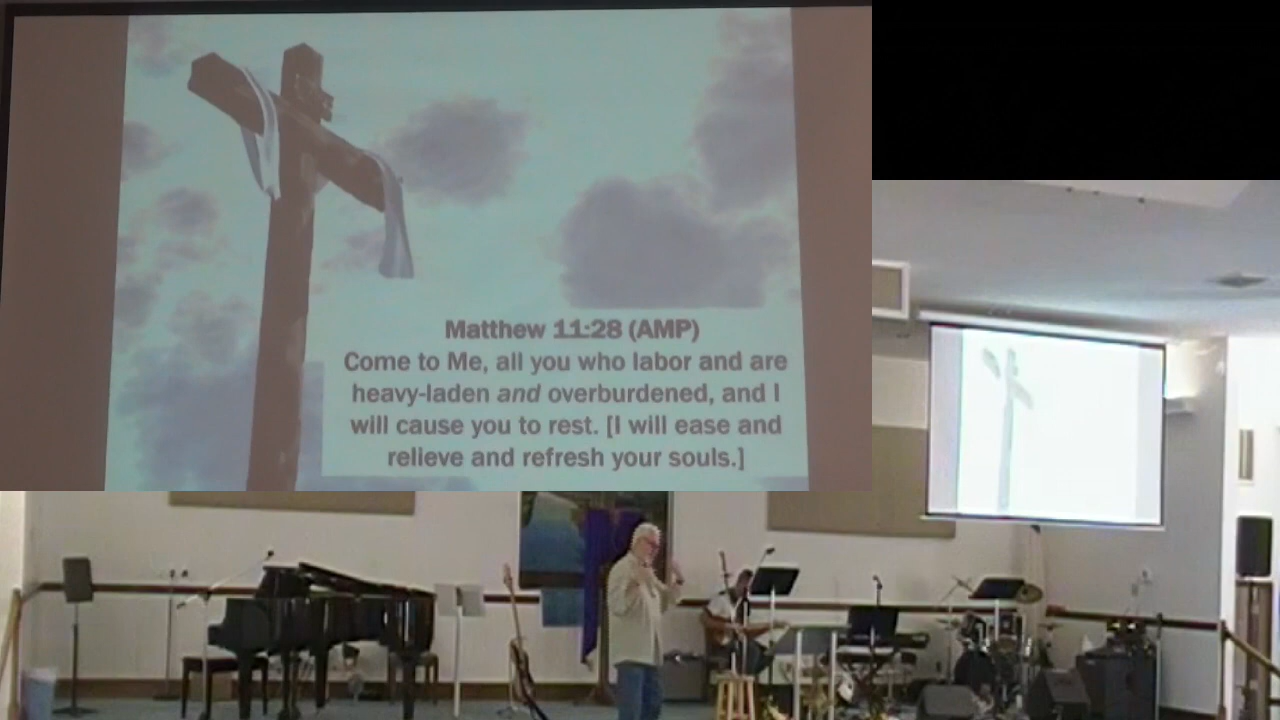 Matthew 11:28 (AMP)
Come to Me, all you who labor and are
heavy-laden and overburdened, and I
will cause you to rest. [I will ease and
relieve and refresh your souls.]